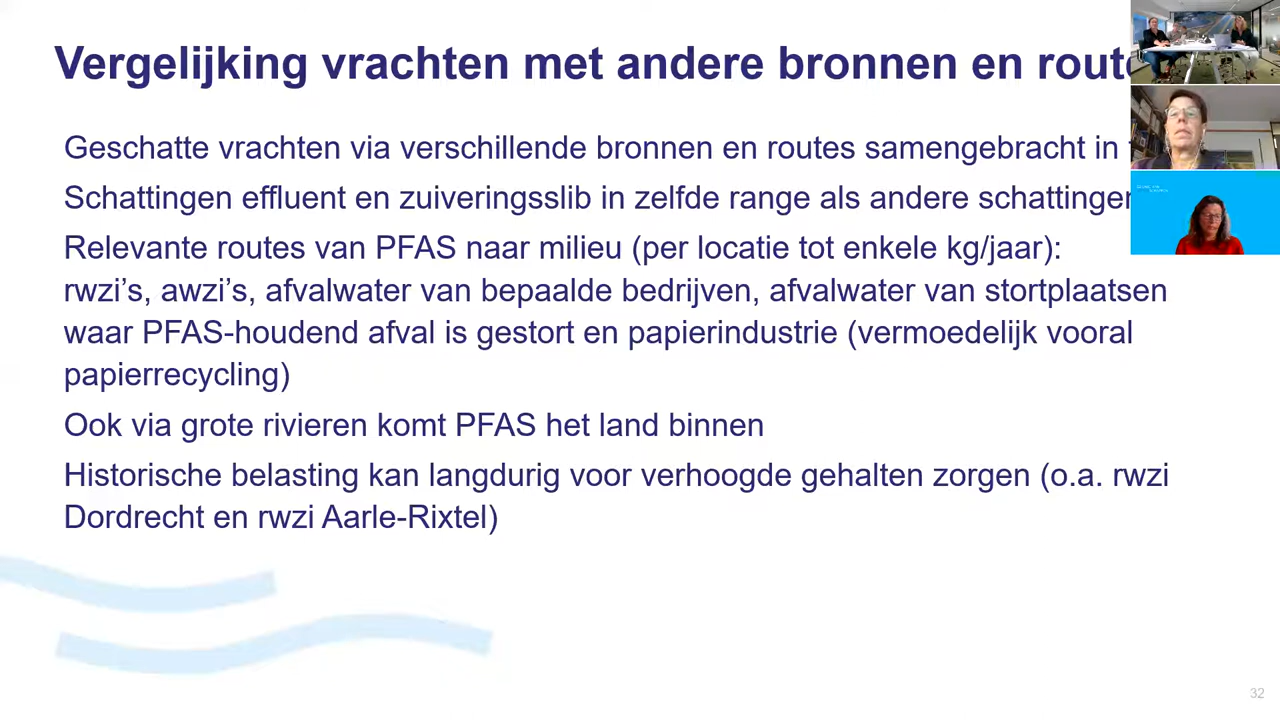 Vergelijking vrachten met andere bronnen en
Geschatte vrachten via verschillende bronnen en routes samengebracht in
Schattingen effluent en zuiveringsslib in zelfde range als andere schattingen
Relevante routes van PFAS naar milieu (per locatie tot enkele kg/jaar):
rwzi’s, awzi’s, afvalwater van bepaalde bedrijven, afvalwater van stortplaatsen
waar PFAS-houdend afval is gestort en papierindustrie (vermoedelijk vooral
papierrecycling)
Ook via grote rivieren komt PFAS het land binnen
Historische belasting kan langdurig voor verhoogde gehalten zorgen (o.a. rwzi
Dordrecht en rwzi Aarle-Rixtel)
32